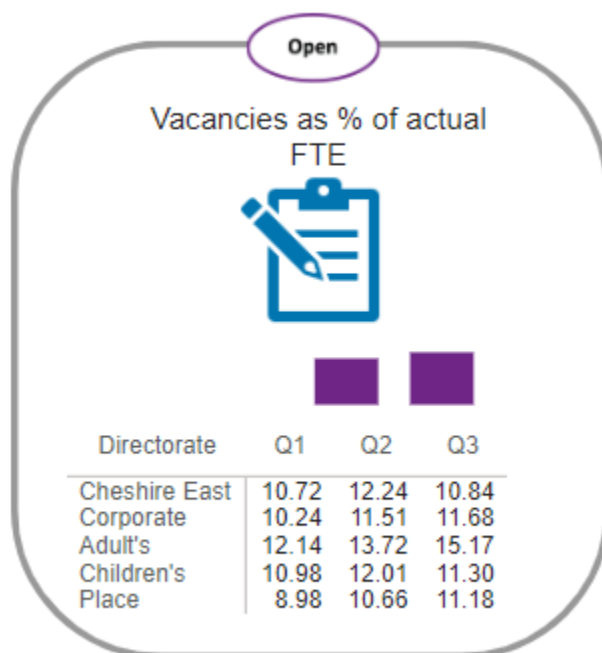 Open
Vacancies as % of actual
FTE
Directorate Q1 Q2 Q3
Cheshire East 10.72 12.24 10.84
Corporate 10.24 11.51 11.68
Adult's 12.14 13.72 15.17
Children's 10.98 12.01 11.30
Place 8.98 10.66 11.18